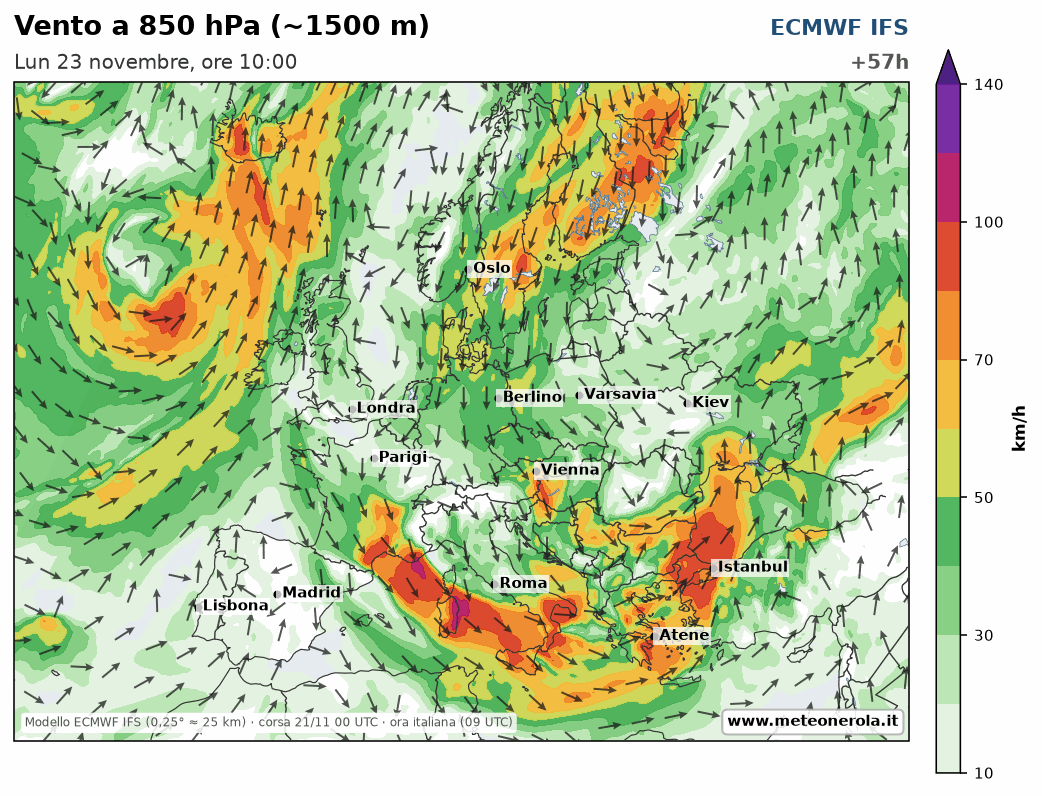 Vento a 850 hPa (~1500 m)
ECMWF IFS
Lun 23 novembre, ore 10:00
+57h
140
100
70
50
30
10
km/h
Oslo
Londra
Berlino
Varsavia
Kiev
Parigi
Vienna
Roma
Istanbul
Madrid
Lisbona
Atene
Modello ECMWF IFS (0,25° ≈ 25 km) · corsa 21/11 00 UTC · ora italiana (09 UTC)
www.meteonerola.it